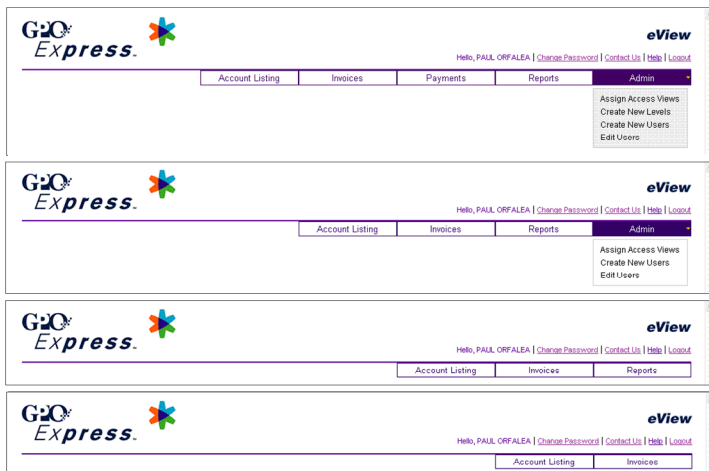 GPO
Express™
eView
Hello, PAUL ORFALEA | Change Password | Contact Us | Help | Logout
Account Listing Invoices Payments Reports Admin
Assign Access Views
Create New Levels
Create New Users
Edit Users
GPO
Express™
eView
Hello, PAUL ORFALEA | Change Password | Contact Us | Help | Logout
Account Listing Invoices Reports Admin
Assign Access Views
Create New Users
Edit Users
GPO
Express™
eView
Hello, PAUL ORFALEA | Change Password | Contact Us | Help | Logout
Account Listing Invoices Reports
GPO
Express™
eView
Hello, PAUL ORFALEA | Change Password | Contact Us | Help | Logout
Account Listing Invoices